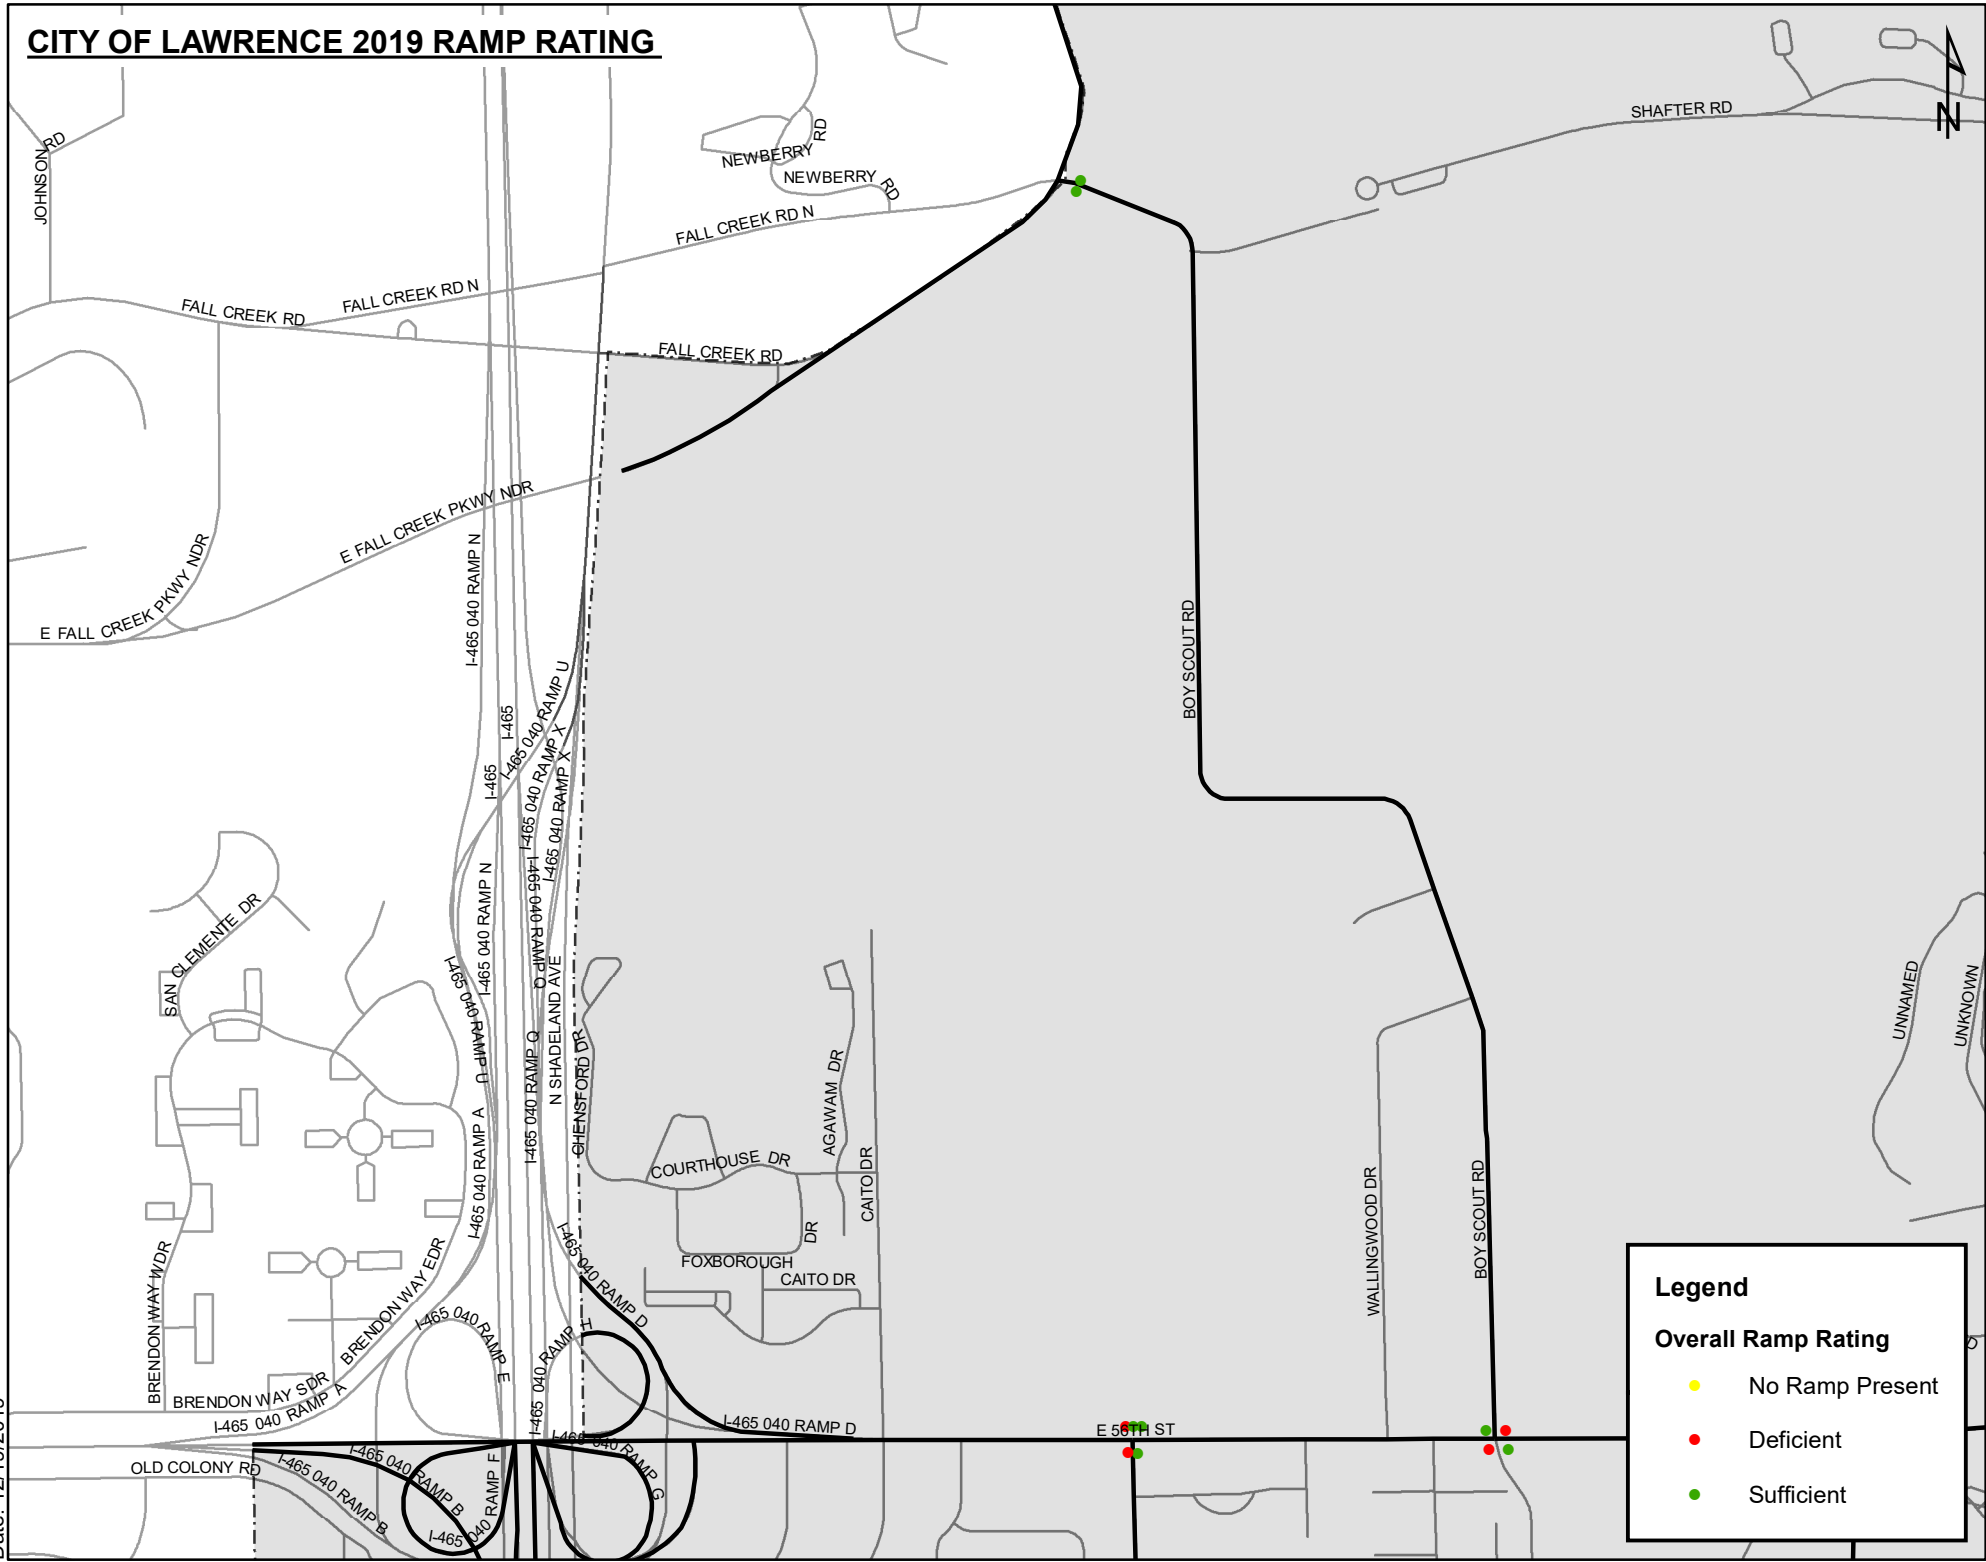 CITY OF LAWRENCE 2019 RAMP RATING
N
SHAFTER RD
JOHNSON RD
NEWBERRY RD
NEWBERRY RD
FALL CREEK RD N
FALL CREEK RD N
FALL CREEK RD
FALL CREEK RD
E FALL CREEK PKWY NDR
E FALL CREEK PKWY NDR
I-465 040 RAMP N
I-465 040 RAMP U
I-465
I-465
I-465 040 RAMP X
I-465 040 RAMP X
I-465 040 RAMP N
I-465 040 RAMP Q
I-465 040 RAMP U
I-465 040 RAMP Q
N SHADELAND AVE
CHENSFORD DR
I-465 040 RAMP A
BOY SCOUT RD
SAN CLEMENTE DR
AGAWAM DR
COURTHOUSE DR
CAITO DR
FOXBOROUGH DR
CAITO DR
WALLINGWOOD DR
BOY SCOUT RD
UNNAMED
UNKNOWN
BRENDON WAY WDR
BRENDON WAY EDR
BRENDON WAY SDR
I-465 040 RAMP A
I-465 040 RAMP E
I-465 040 RAMP H
I-465 040 RAMP D
I-465 040 RAMP D
E 56TH ST
OLD COLONY RD
I-465 040 RAMP B
I-465 040 RAMP B
I-465 040 RAMP F
I-465 040 RAMP G
Legend
Overall Ramp Rating
No Ramp Present
Deficient
Sufficient